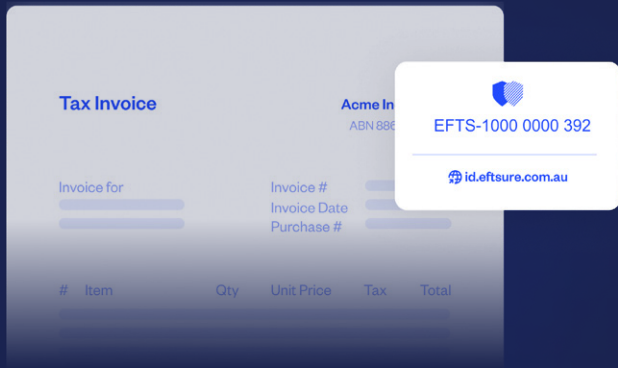 Tax Invoice
Acme In
ABN 886
EFTS-1000 0000 392
id.eftsure.com.au
Invoice for
Invoice #
Invoice Date
Purchase #
# Item Qty Unit Price Tax Total